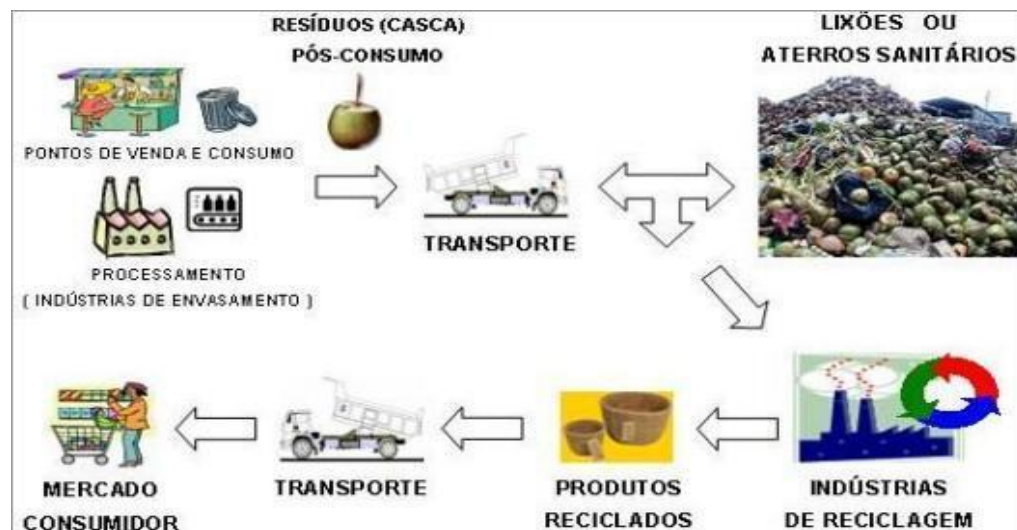 RESÍDUOS (CASCA)
PÓS-CONSUMO
LIXÕES OU
ATERROS SANITÁRIOS
PONTOS DE VENDA E CONSUMO
TRANSPORTE
PROCESSAMENTO
( INDÚSTRIAS DE ENVASAMENTO )
MERCADO
CONSUMIDOR
TRANSPORTE
PRODUTOS
RECICLADOS
INDÚSTRIAS
DE RECICLAGEM